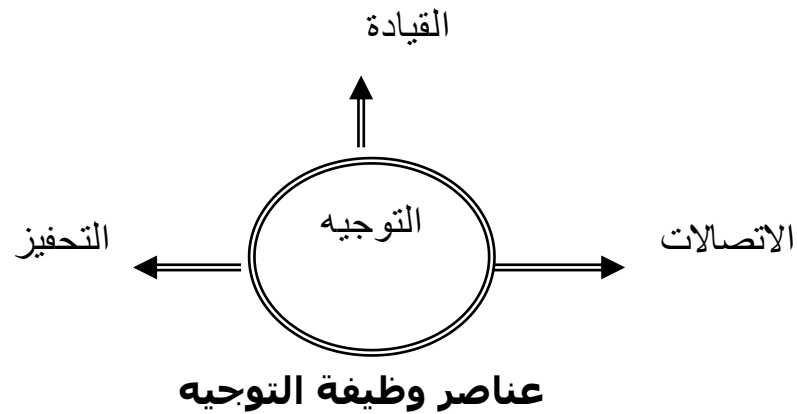 القيادة
التوجيه
الاتصالات
التحفيز
عناصر وظيفة التوجيه